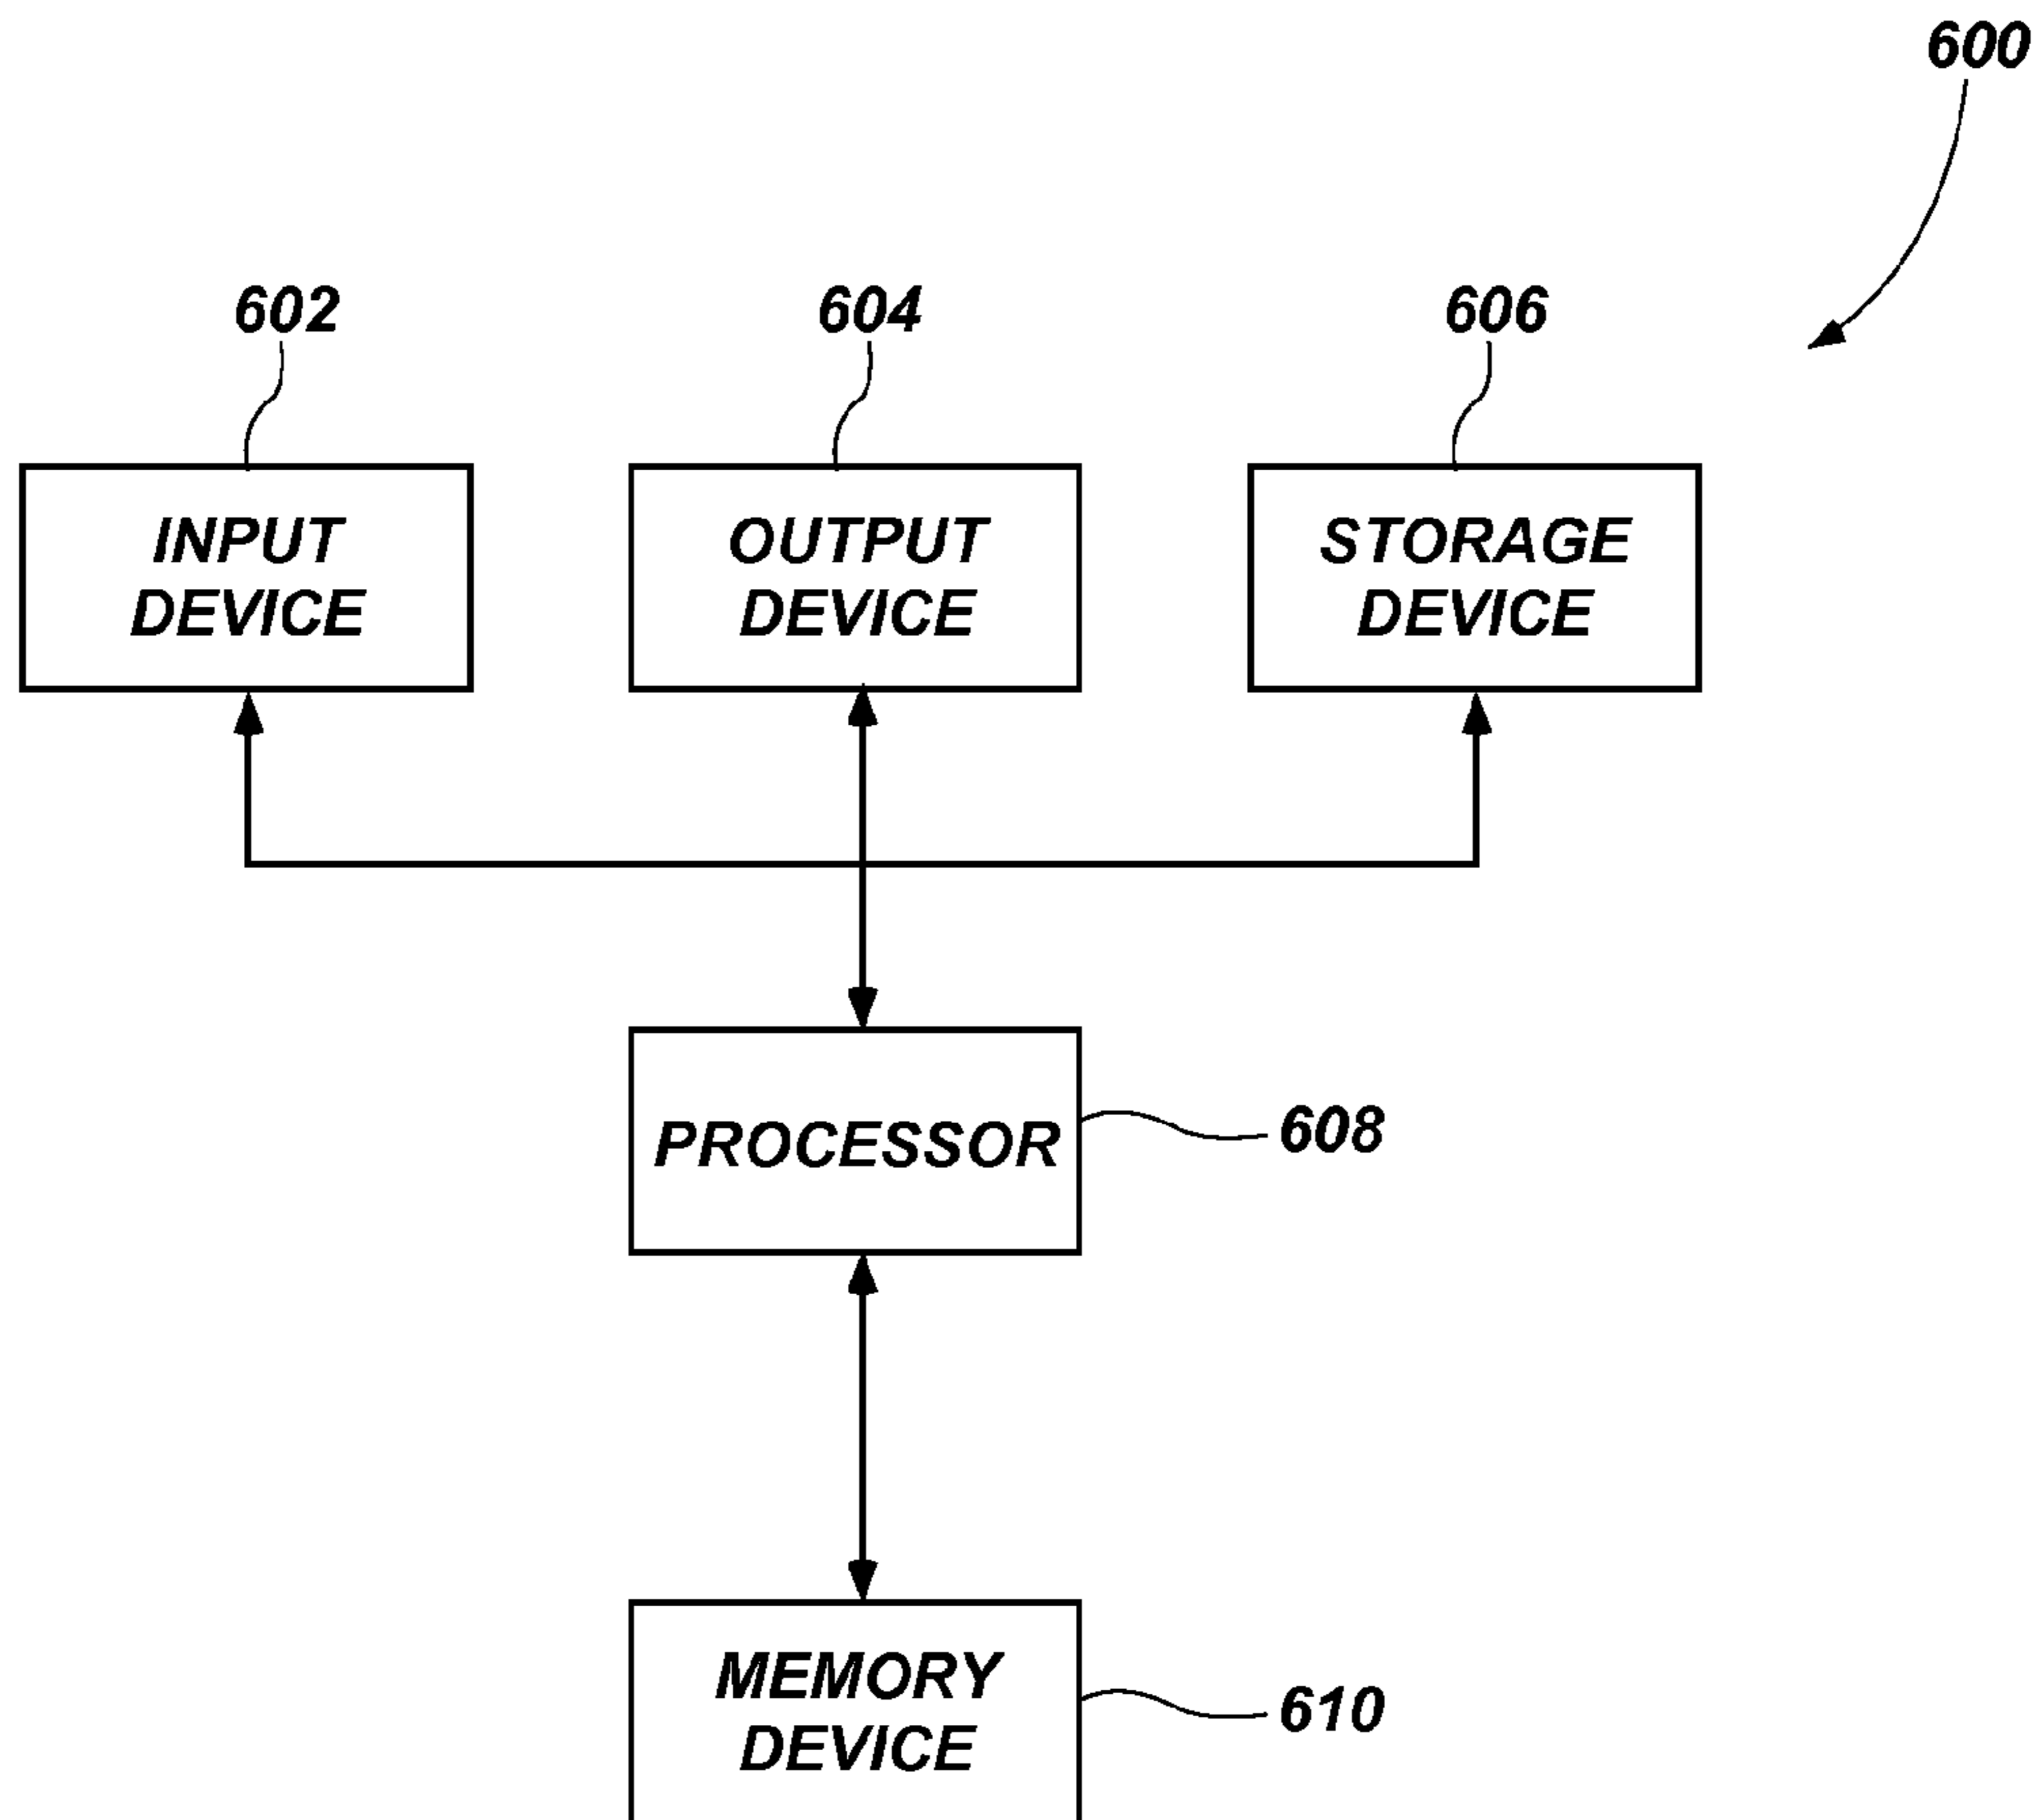 600
602
604
606
INPUT
DEVICE
OUTPUT
DEVICE
STORAGE
DEVICE
PROCESSOR
608
MEMORY
DEVICE
610